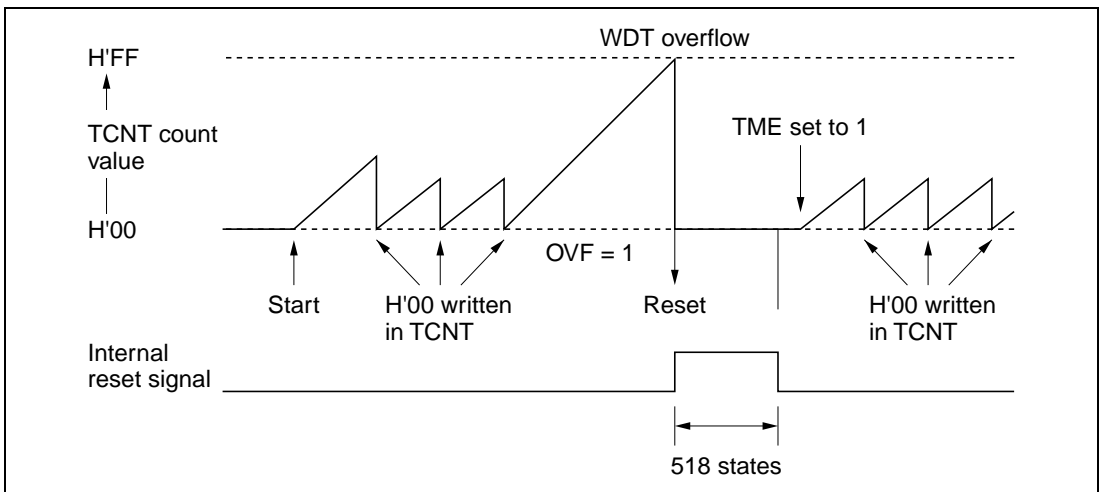 WDT overflow
H'FF
TCNT count
value
TME set to 1
H'00
OVF = 1
Start
H'00 written
in TCNT
Reset
H'00 written
in TCNT
Internal
reset signal
518 states